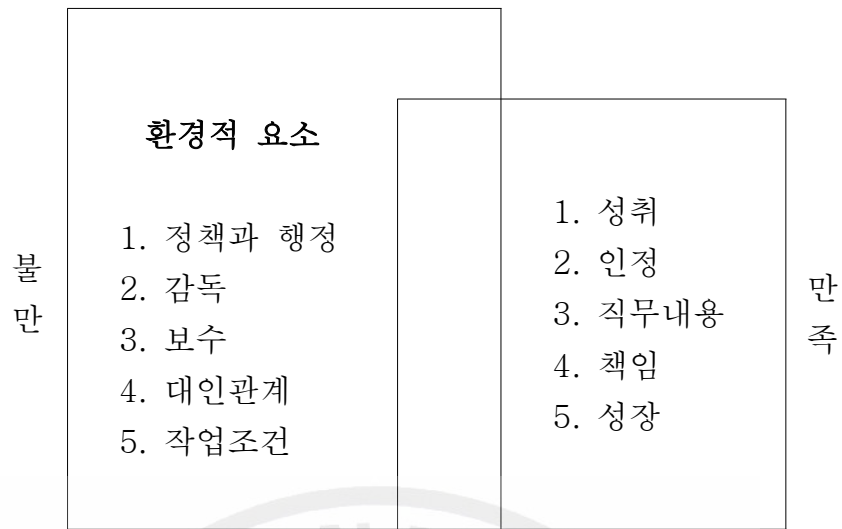 환경적 요소
불만
1. 정책과 행정
2. 감독
3. 보수
4. 대인관계
5. 작업조건
1. 성취
2. 인정
3. 직무내용
4. 책임
5. 성장
만족